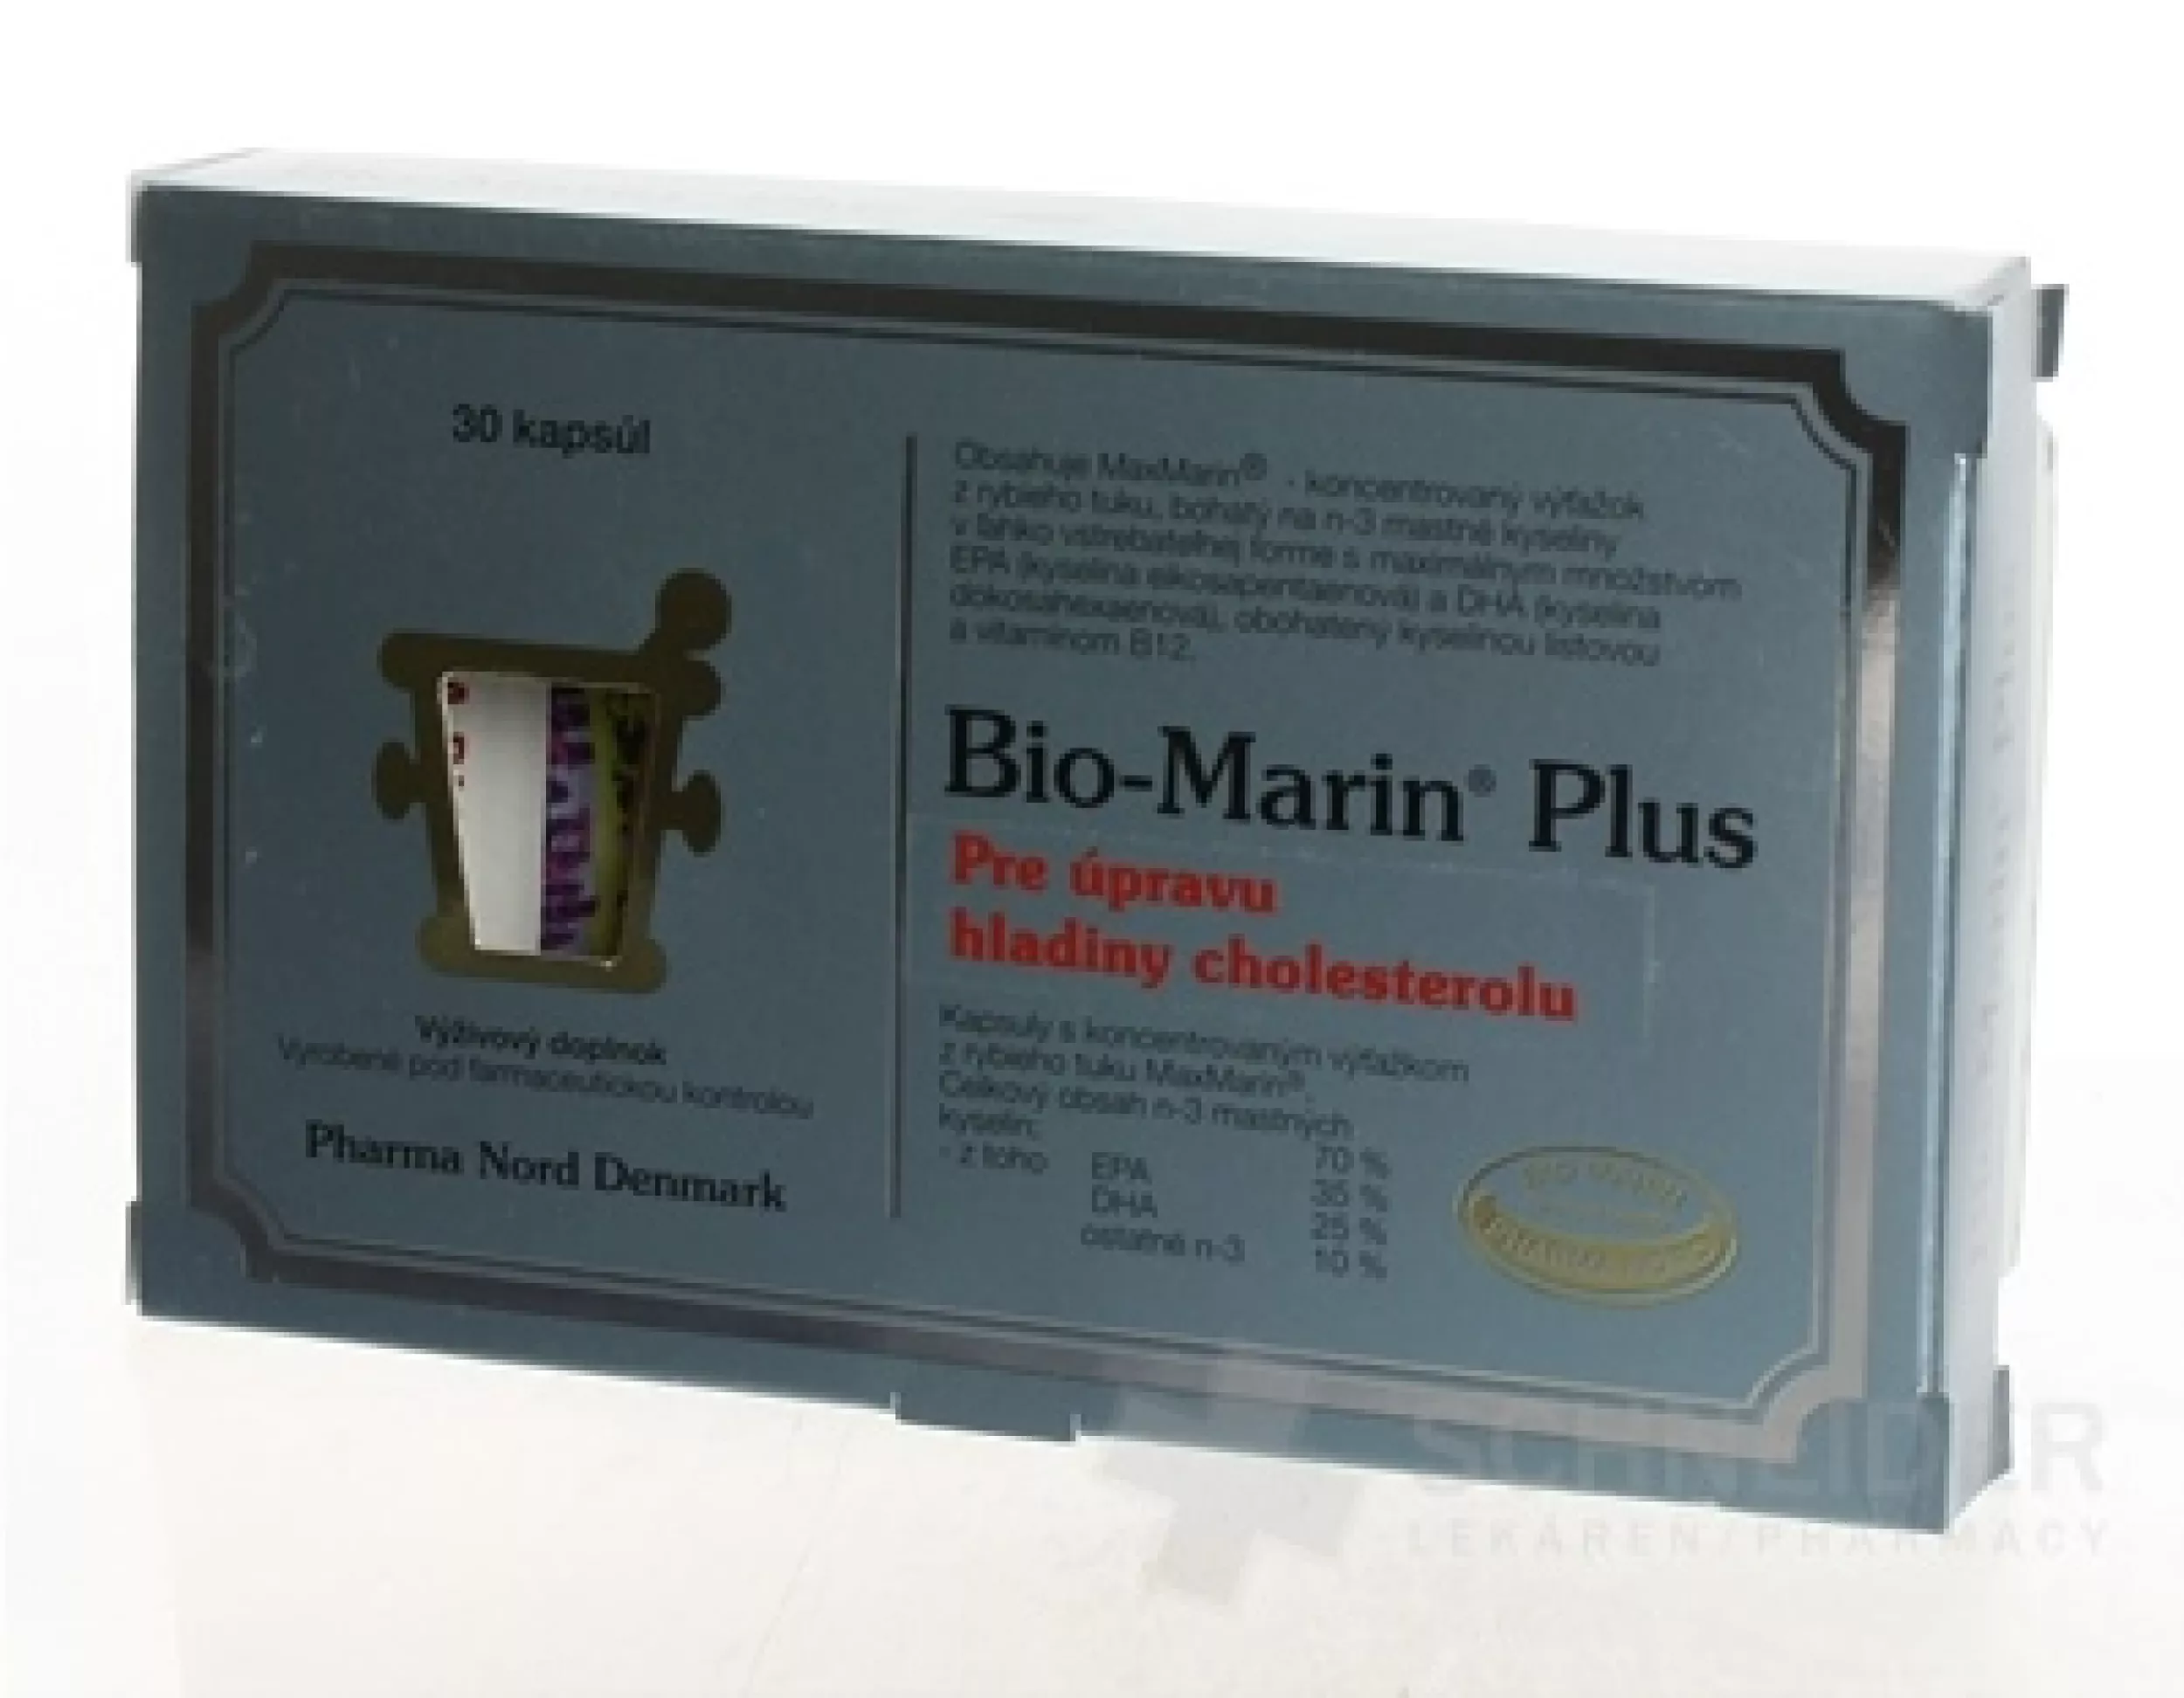 30 kapsúl
Výživový doplnok
Vyrobené pod farmaceutickou kontrolou
Pharma Nord Denmark
Obsahuje MaxMarin® - koncentrovaný výťažok
z rybieho tuku, bohatý na n-3 mastné kyseliny
v ľahko vstrebateľnej forme s maximálnym množstvom
EPA (kyselina eikosapentaenová) a DHA (kyselina
dokosahexaenová), obohatený kyselinou listovou
a vitamínom B12.
Bio-Marin® Plus
Pre úpravu
hladiny cholesterolu
Kapsuly s koncentrovaným výťažkom
z rybieho tuku MaxMarin®.
Celkový obsah n-3 mastných
kyselín: 70 %
- z toho EPA 35 %
DHA 25 %
ostatné n-3 10 %
SCHNEIDER
LEKÁREŇ/PHARMACY